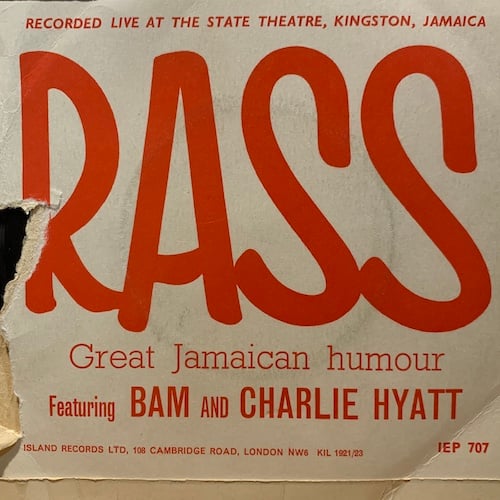 RECORDED LIVE AT THE STATE THEATRE, KINGSTON, JAMAICA
RASS
Great Jamaican humour
Featuring BAM AND CHARLIE HYATT
ISLAND RECORDS LTD, 108 CAMBRIDGE ROAD, LONDON NW6 KIL 1921/23 IEP 707